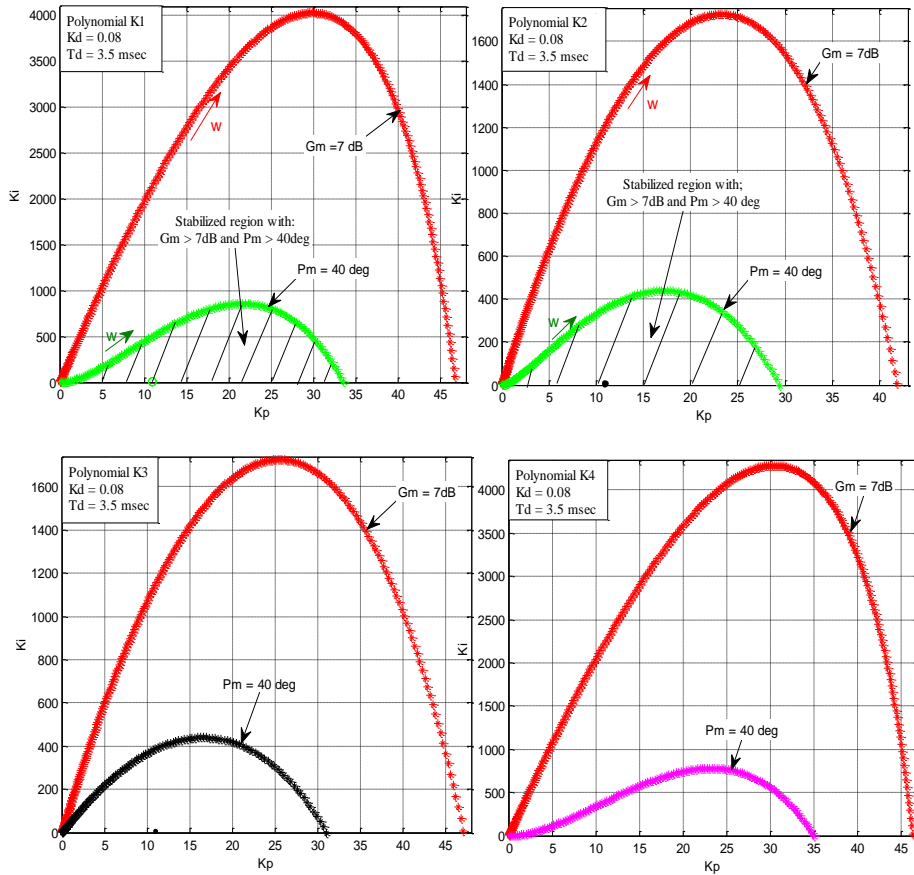 Polynomial K1
Kd = 0.08
Td = 3.5 msec
4000
3500
3000
2500
2000
1500
1000
500
0
Ki
W
Gm =7 dB
Stabilized region with:
Gm > 7dB and Pm > 40deg
Pm = 40 deg
W
0 5 10 15 20 25 30 35 40 45
Kp
Polynomial K2
Kd = 0.08
Td = 3.5 msec
1600
1400
1200
1000
800
600
400
200
0
Ki
W
Gm = 7dB
Stabilized region with;
Gm > 7dB and Pm > 40 deg
Pm = 40 deg
W
0 5 10 15 20 25 30 35 40
Kp
Polynomial K3
Kd = 0.08
Td = 3.5 msec
1600
1400
1200
1000
800
600
400
200
0
Gm = 7dB
Pm = 40 deg
0 5 10 15 20 25 30 35 40 45
Kp
Polynomial K4
Kd = 0.08
Td = 3.5 msec
4000
3500
3000
2500
2000
1500
1000
500
0
Ki
Gm = 7dB
Pm = 40 deg
0 5 10 15 20 25 30 35 40 45
Kp